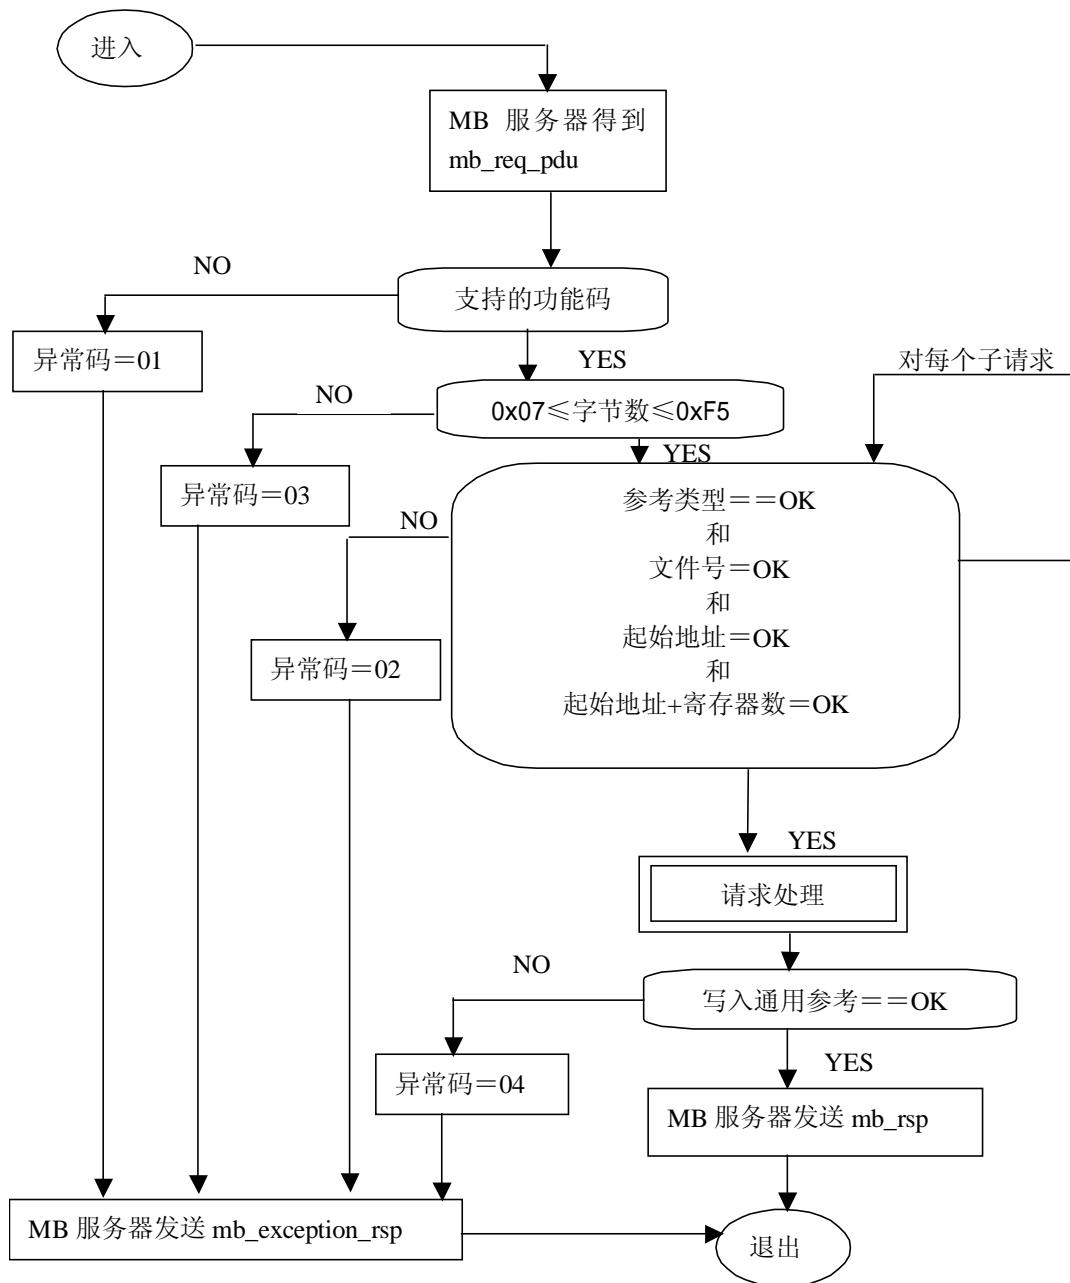 进入
MB 服务器得到
mb_req_pdu
NO
支持的功能码
异常码＝01
YES
对每个子请求
NO
0x07≤字节数≤0xF5
YES
异常码＝03
参考类型＝＝OK
NO
和
文件号＝OK
和
起始地址＝OK
异常码＝02
和
起始地址+寄存器数＝OK
YES
请求处理
NO
写入通用参考＝＝OK
YES
异常码＝04
MB 服务器发送 mb_rsp
MB 服务器发送 mb_exception_rsp
退出